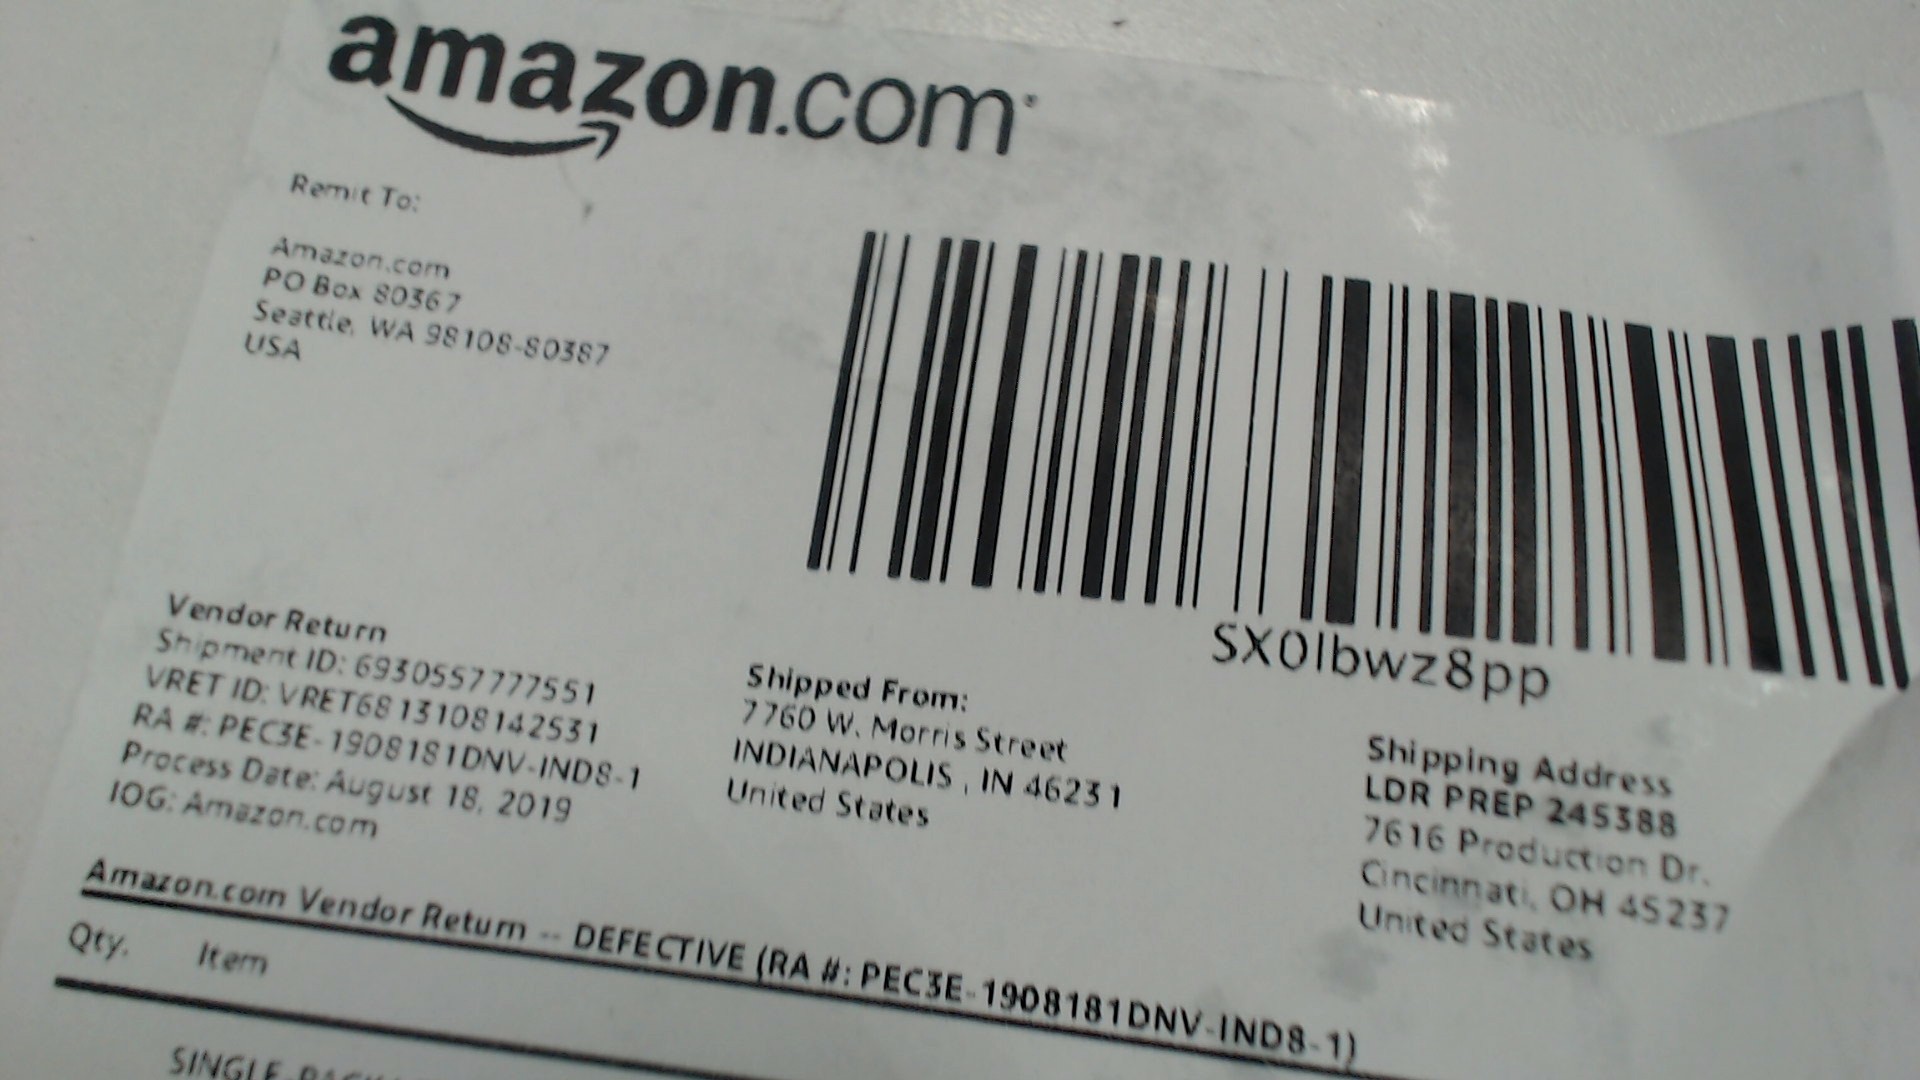 amazon.com
Remit To:
Amazon.com
PO Box 80367
Seattle, WA 98108-80387
USA
SX0lbwz8pp
Vendor Return
Shipment ID: 6930557777551
VRET ID: VRET6813108142531
RA #: PEC3E-1908181DNV-IND8-1
Process Date: August 18, 2019
IOG: Amazon.com
Shipped From:
7760 W. Morris Street
INDIANAPOLIS , IN 46231
United States
Shipping Address
LDR PREP 245388
7616 Production Dr.
Cincinnati, OH 45237
United States
Amazon.com Vendor Return -- DEFECTIVE (RA #: PEC3E-1908181DNV-IND8-1)
Qty. Item